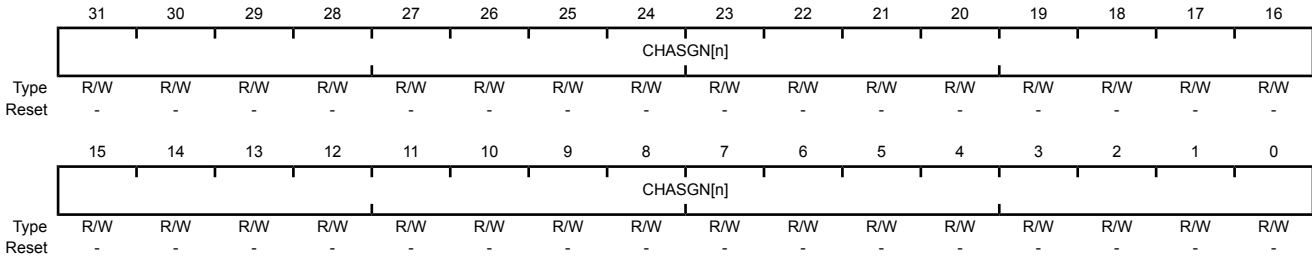 31 30 29 28 27 26 25 24 23 22 21 20 19 18 17 16
CHASGN[n]
Type R/W R/W R/W R/W R/W R/W R/W R/W R/W R/W R/W R/W R/W R/W R/W R/W
Reset - - - - - - - - - - - - - - - -
15 14 13 12 11 10 9 8 7 6 5 4 3 2 1 0
CHASGN[n]
Type R/W R/W R/W R/W R/W R/W R/W R/W R/W R/W R/W R/W R/W R/W R/W R/W
Reset - - - - - - - - - - - - - - - -